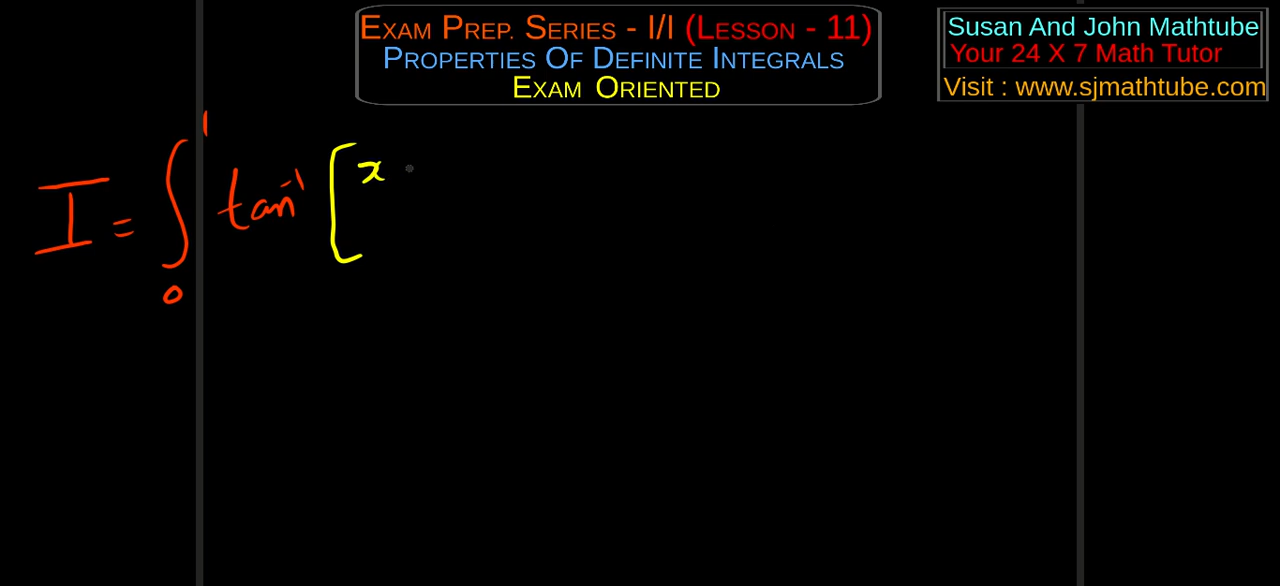 EXAM PREP. SERIES - I/I (LESSON - 11)
PROPERTIES OF DEFINITE INTEGRALS
EXAM ORIENTED
Susan And John Mathtube
Your 24 X 7 Math Tutor
Visit : www.sjmathtube.com
I = ∫₀¹ tan⁻¹ [x